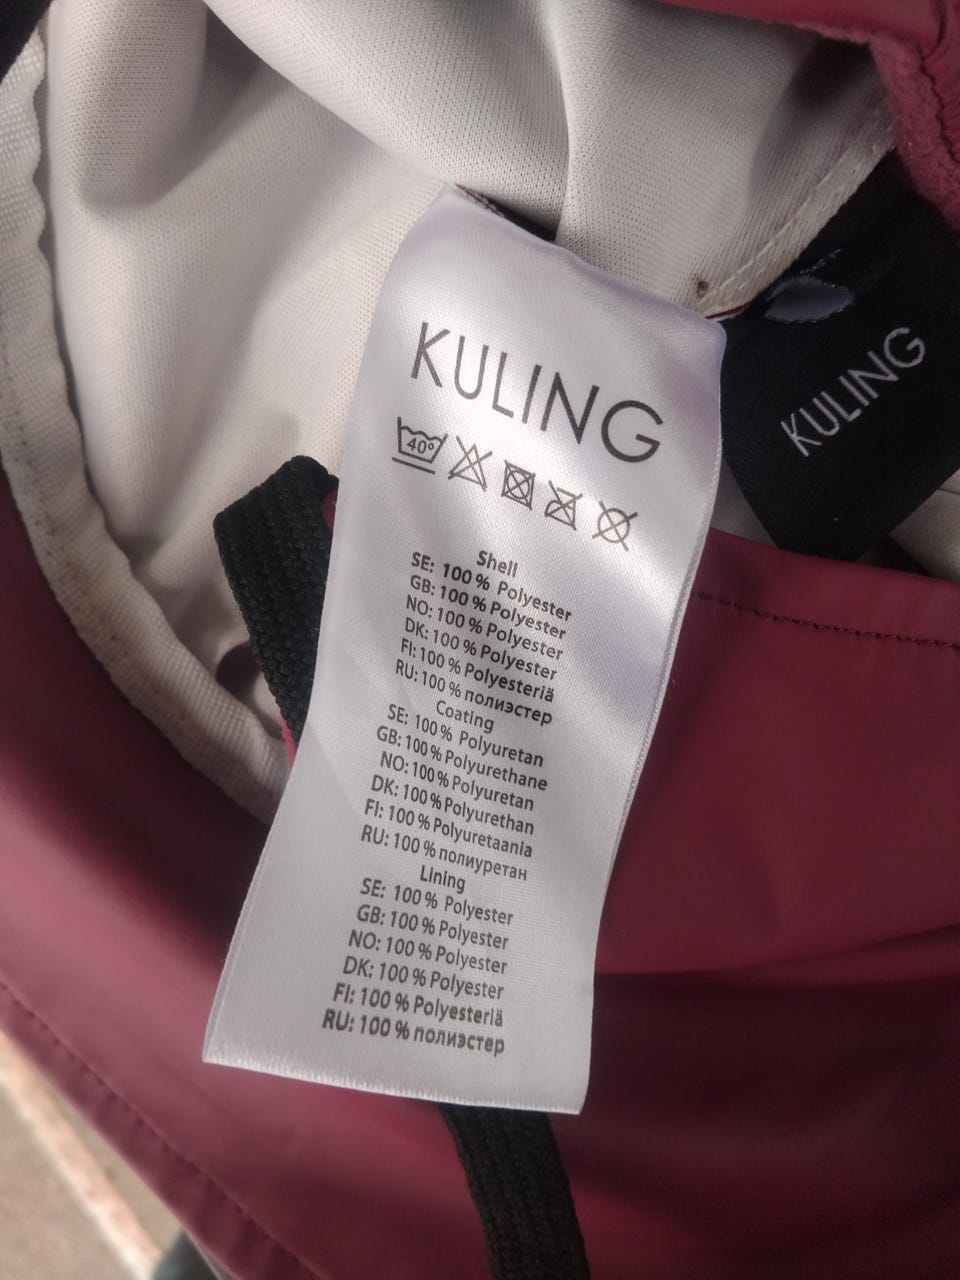 KULING
40°
Shell
SE: 100 % Polyester
GB: 100 % Polyester
NO: 100 % Polyester
DK: 100 % Polyester
FI: 100 % Polyesteriä
RU: 100 % полиэстер
Coating
SE: 100 % Polyuretan
GB: 100 % Polyurethane
NO: 100 % Polyuretan
DK: 100 % Polyurethan
FI: 100 % Polyuretaania
RU: 100 % полиуретан
Lining
SE: 100 % Polyester
GB: 100 % Polyester
NO: 100 % Polyester
DK: 100 % Polyester
FI: 100 % Polyesteriä
RU: 100 % полиэстер
KULING